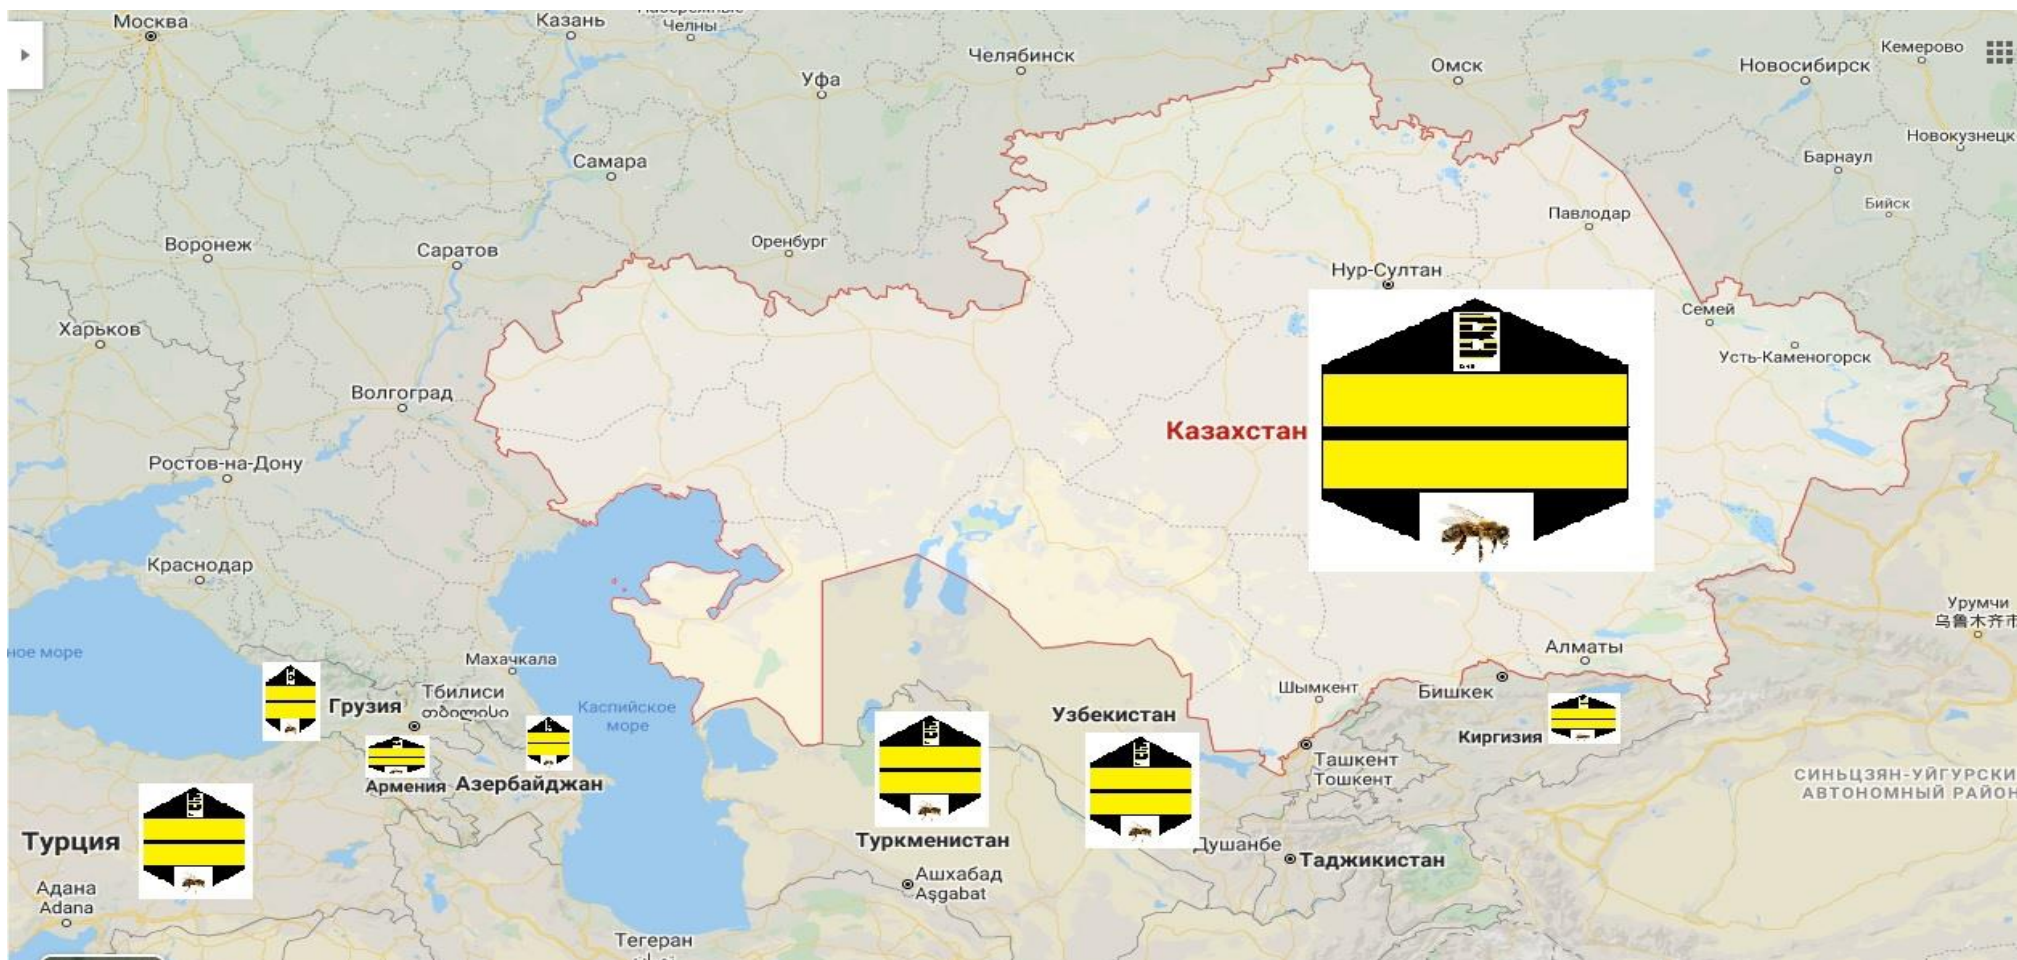 Москва
Казань
Набережные
Челны
Челябинск
Омск
Новосибирск
Кемерово
Уфа
Новокузнецк
Барнаул
Самара
Бийск
Павлодар
Воронеж
Саратов
Оренбург
Нур-Султан
Семей
Харьков
Усть-Каменогорск
Волгоград
Казахстан
Ростов-на-Дону
Краснодар
Урумчи
乌鲁木齐市
ное море
Махачкала
Алматы
Шымкент
Бишкек
Тбилиси
თბილისი
Грузия
Каспийское
море
Узбекистан
Киргизия
Ташкент
Тошкент
СИНЬЦЗЯН-УЙГУРСКИ
АВТОНОМНЫЙ РАЙОН
Армения
Азербайджан
Турция
Туркменистан
Душанбе
Таджикистан
Адана
Adana
Ашхабад
Aşgabat
Тегеран